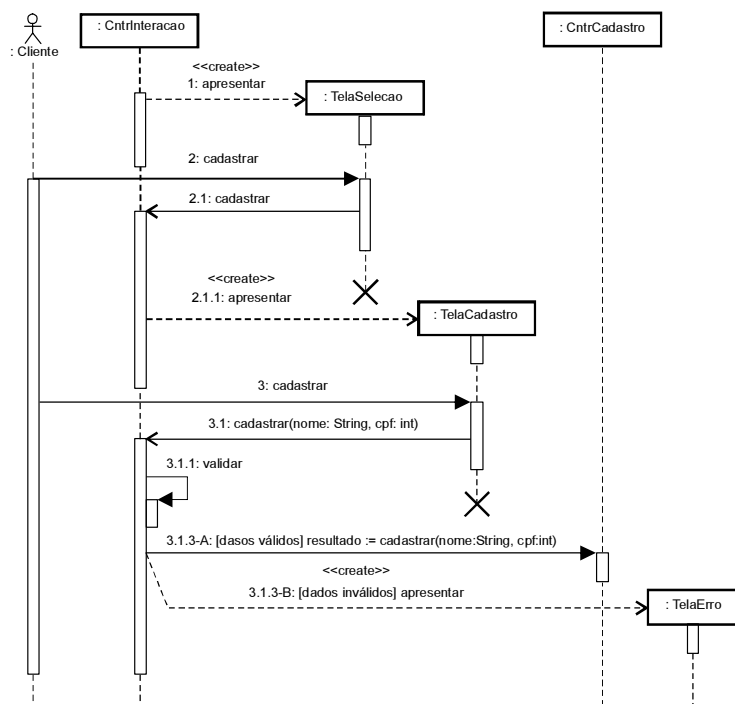 : Cliente
: CntrInteracao
: CntrCadastro
<<create>>
1: apresentar
: TelaSelecao
2: cadastrar
2.1: cadastrar
<<create>>
2.1.1: apresentar
: TelaCadastro
3: cadastrar
3.1: cadastrar(nome: String, cpf: int)
3.1.1: validar
3.1.3-A: [dasos válidos] resultado := cadastrar(nome:String, cpf:int)
<<create>>
3.1.3-B: [dados inválidos] apresentar
: TelaErro